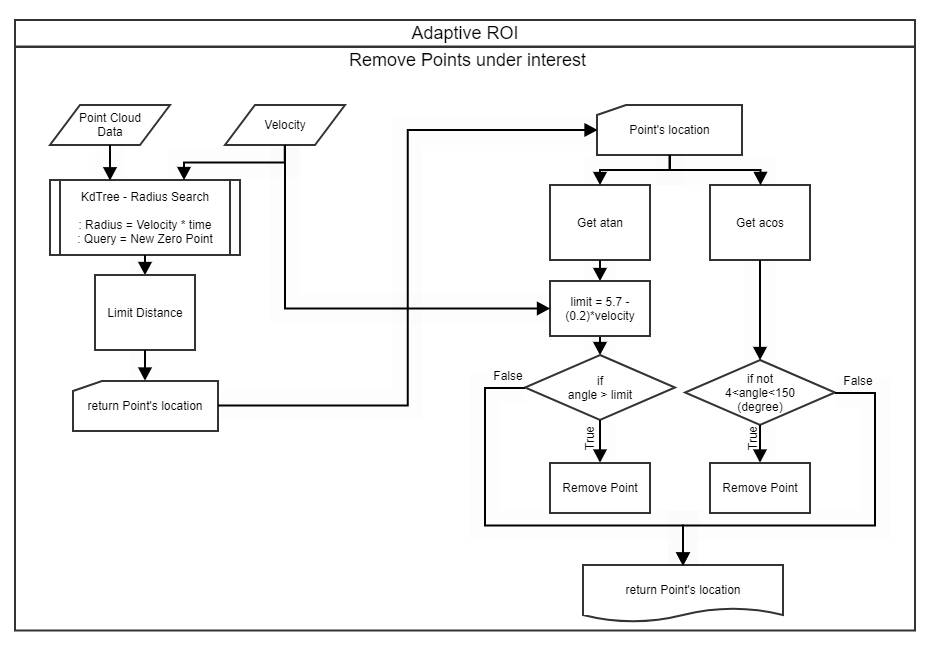 Adaptive ROI
Remove Points under interest
Point Cloud
Data
Velocity
KdTree - Radius Search
: Radius = Velocity * time
: Query = New Zero Point
Limit Distance
return Point's location
Point's location
Get atan
Get acos
limit = 5.7 -
(0.2)*velocity
False
if
angle > limit
if not
4<angle<150
(degree)
False
True
True
Remove Point
Remove Point
return Point's location